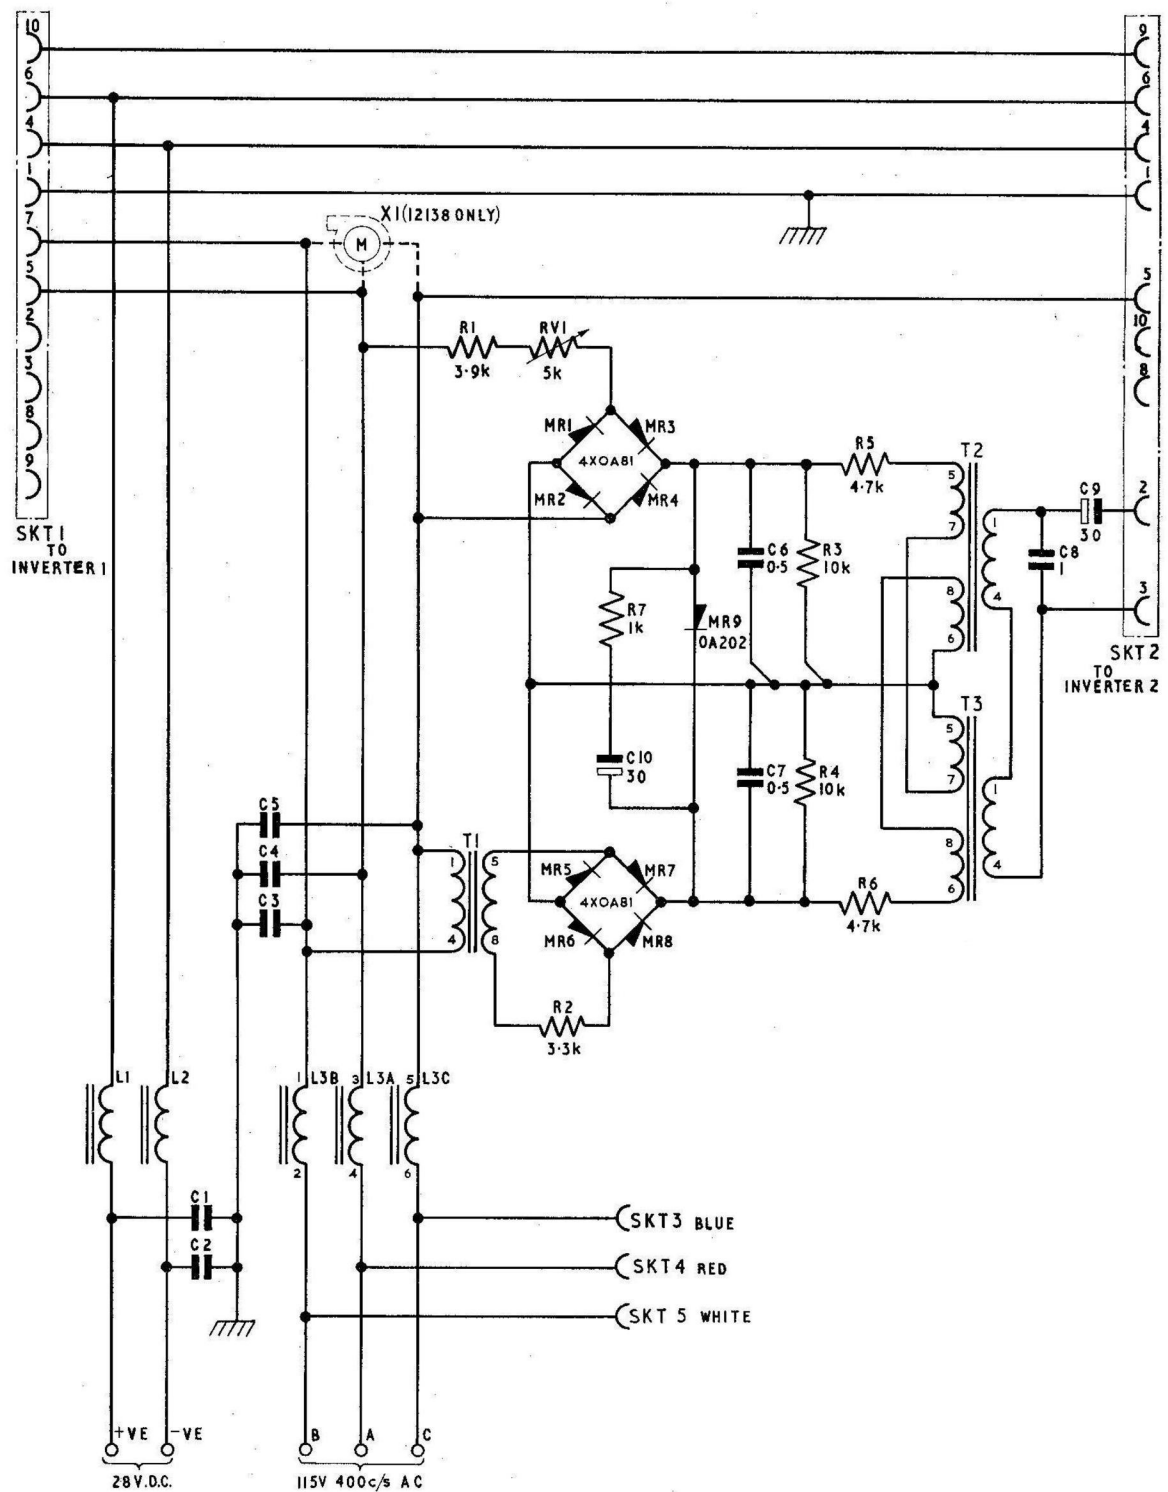 10
6
4
1
7
5
2
3
8
9
SKT1
TO
INVERTER 1
9
6
4
1
5
10
8
2
3
SKT2
TO
INVERTER 2
X1(12138 ONLY)
M
R1
3·9k
RV1
5k
MR1
MR3
4XOA81
MR2
MR4
R5
4·7k
T2
5
7
8
6
1
4
C9
30
C8
1
C6
0·5
R3
10k
R7
1k
MR9
OA202
C10
30
C7
0·5
R4
10k
T3
5
7
8
6
1
4
C5
C4
C3
T1
1
4
5
8
MR5
MR7
4XOA81
MR6
MR8
R6
4·7k
R2
3·3k
L1
L2
1
L3B
3
L3A
5
L3C
2
4
6
C1
C2
SKT3 BLUE
SKT4 RED
SKT 5 WHITE
+VE
-VE
B
A
C
28V.D.C.
115V 400c/s AC